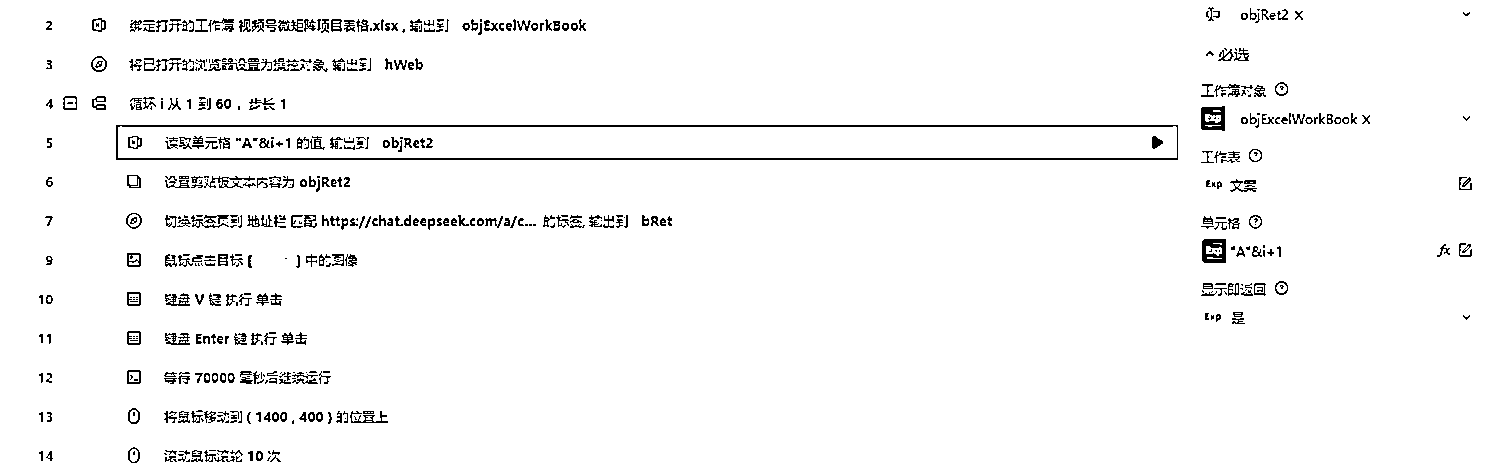 2 绑定打开的工作簿 视频号微矩阵项目表格.xlsx , 输出到 objExcelWorkBook
3 将已打开的浏览器设置为操控对象, 输出到 hWeb
4 循环 i 从 1 到 60 ，步长 1
5 读取单元格 "A"&i+1 的值, 输出到 objRet2
6 设置剪贴板文本内容为 objRet2
7 切换标签页到 地址栏 匹配 https://chat.deepseek.com/a/c... 的标签, 输出到 bRet
9 鼠标点击目标 [ ] 中的图像
10 键盘 V 键 执行 单击
11 键盘 Enter 键 执行 单击
12 等待 70000 毫秒后继续运行
13 将鼠标移动到 ( 1400 , 400 ) 的位置上
14 滚动鼠标滚轮 10 次
objRet2 X
必选
工作簿对象
Exp objExcelWorkBook X
工作表
Exp 文案
单元格
Exp "A"&i+1 fx
显示即返回
Exp 是